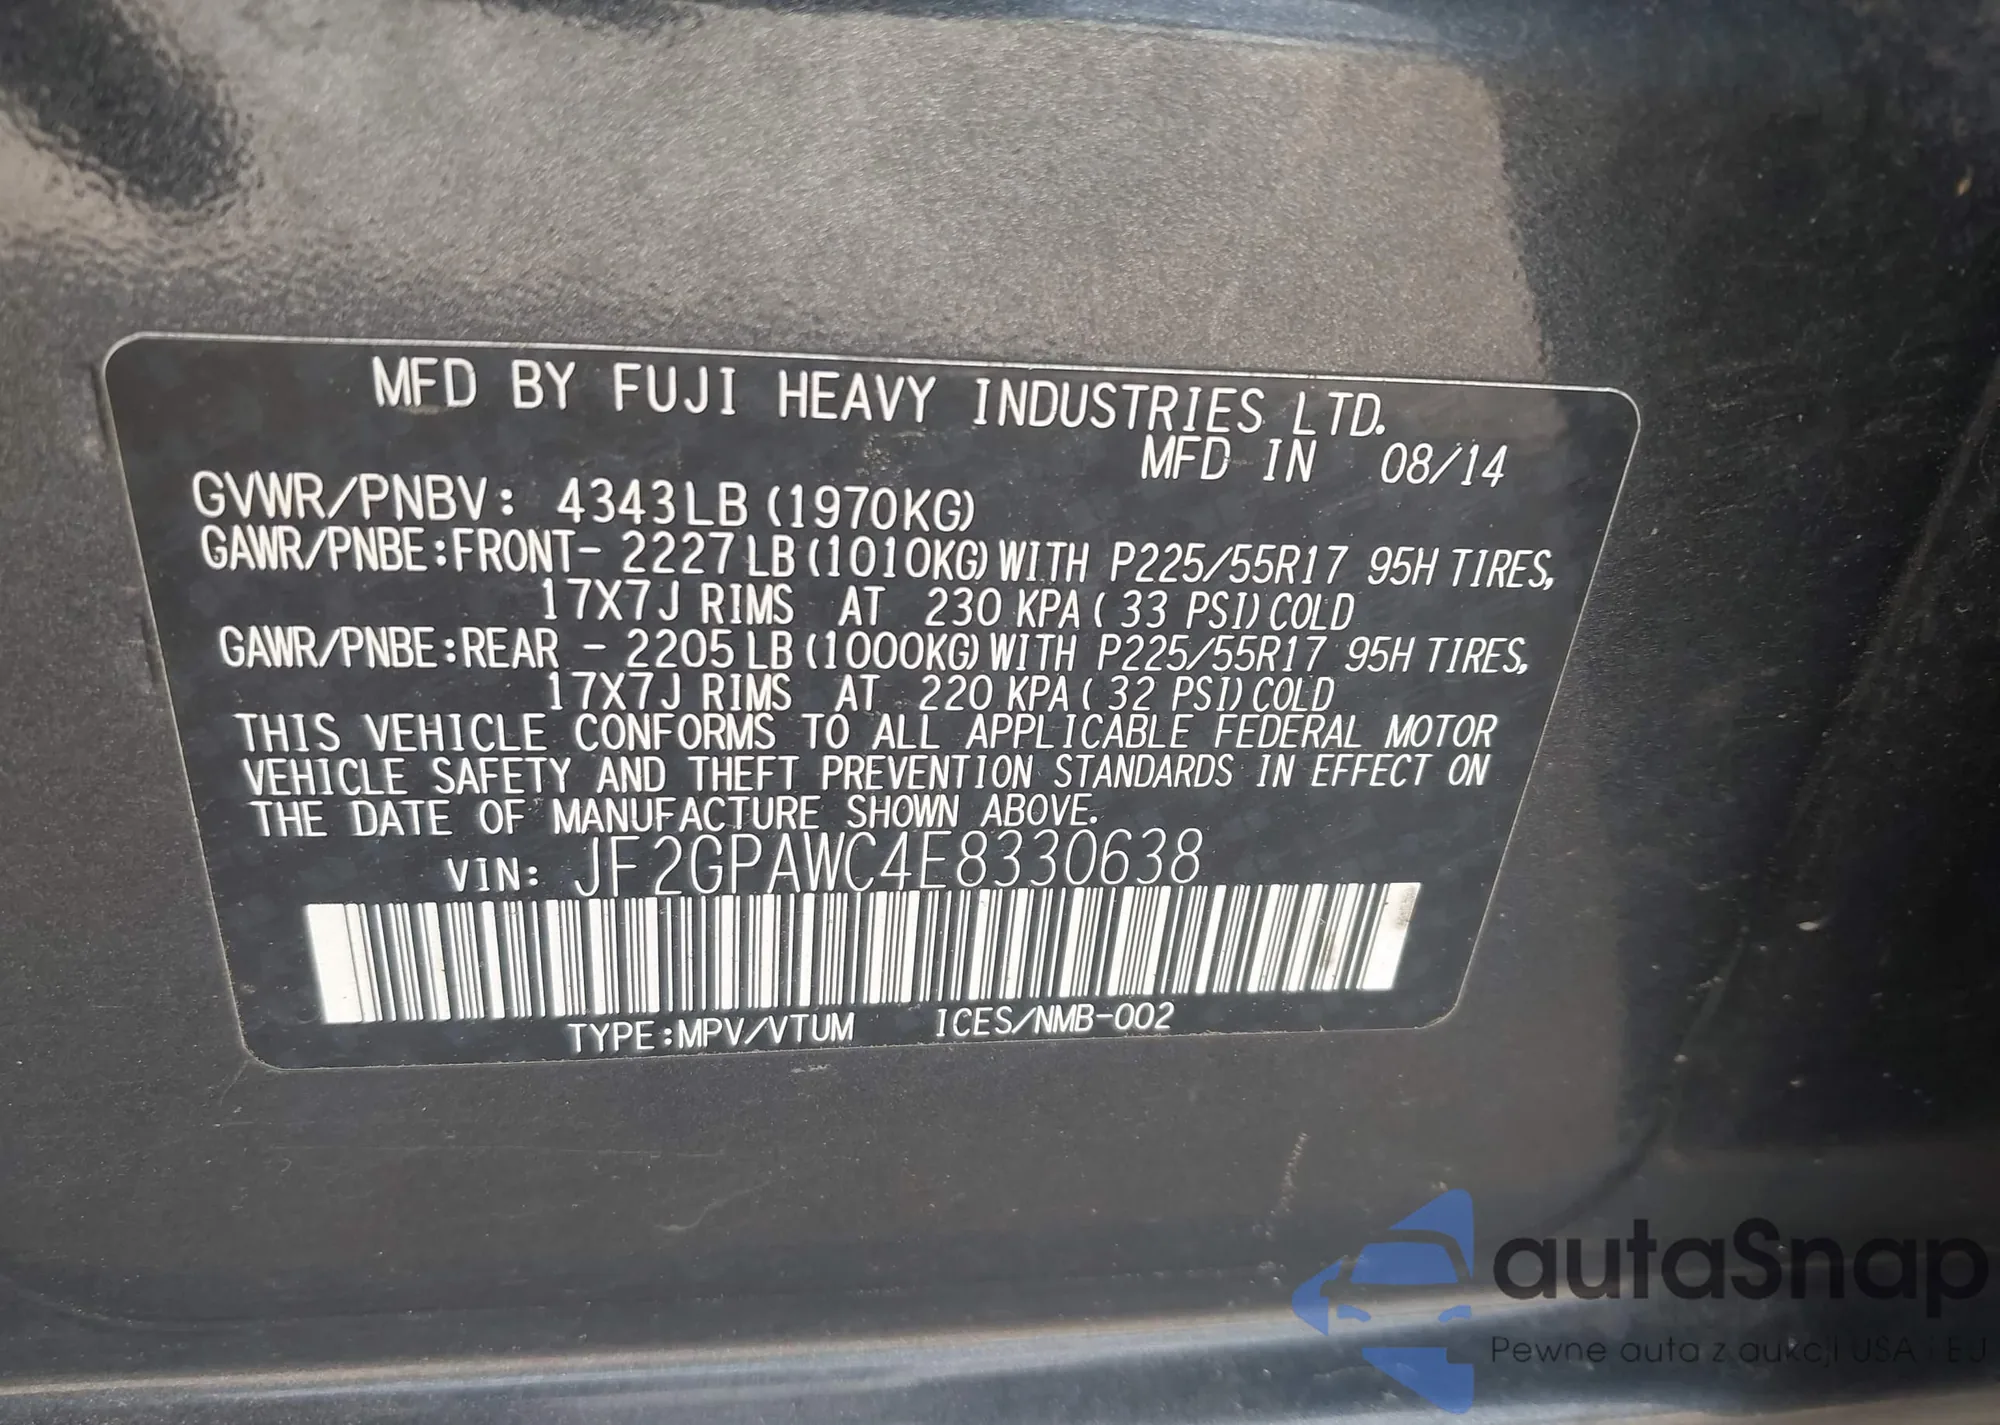 MFD BY FUJI HEAVY INDUSTRIES LTD.
MFD IN 08/14
GVWR/PNBV: 4343LB (1970KG)
GAWR/PNBE:FRONT- 2227LB (1010KG) WITH P225/55R17 95H TIRES,
17X7J RIMS AT 230 KPA ( 33 PSI) COLD
GAWR/PNBE:REAR - 2205LB (1000KG) WITH P225/55R17 95H TIRES,
17X7J RIMS AT 220 KPA ( 32 PSI) COLD
THIS VEHICLE CONFORMS TO ALL APPLICABLE FEDERAL MOTOR
VEHICLE SAFETY AND THEFT PREVENTION STANDARDS IN EFFECT ON
THE DATE OF MANUFACTURE SHOWN ABOVE.
VIN: JF2GPAWC4E8330638
TYPE:MPV/VTUM ICES/NMB-002
autaSnap
Pewne auta z aukcji USA i EU